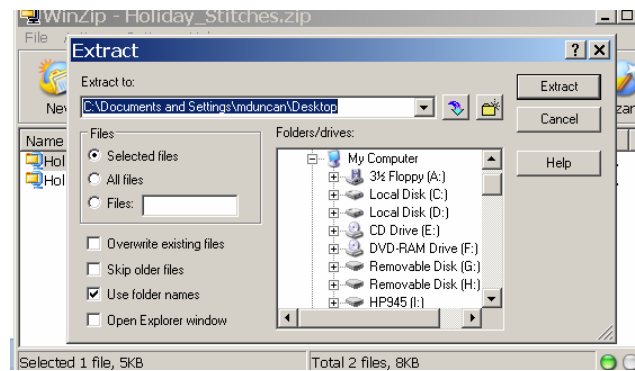 WinZip - Holiday_Stitches.zip
File
Extract
Extract to:
Extract
C:\Documents and Settings\mduncan\Desktop
Cancel
Help
Files
Selected files
All files
Files:
Overwrite existing files
Skip older files
Use folder names
Open Explorer window
Folders/drives:
My Computer
3½ Floppy (A:)
Local Disk (C:)
Local Disk (D:)
CD Drive (E:)
DVD-RAM Drive (F:)
Removable Disk (G:)
Removable Disk (H:)
HP945 (I:)
Name
Hol
Hol
Selected 1 file, 5KB
Total 2 files, 8KB